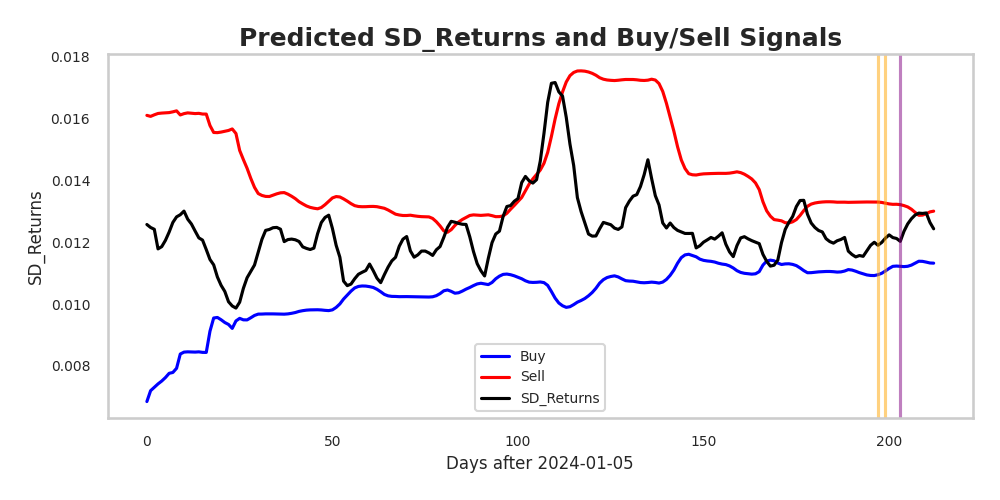 Predicted SD_Returns and Buy/Sell Signals
0.018
0.016
0.014
0.012
0.010
0.008
SD_Returns
0
50
100
150
200
Days after 2024-01-05
Buy
Sell
SD_Returns